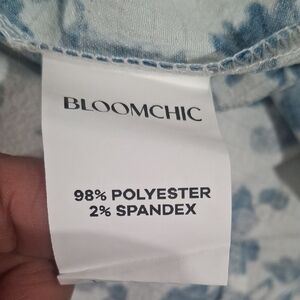 BLOOMCHIC
98% POLYESTER
2% SPANDEX